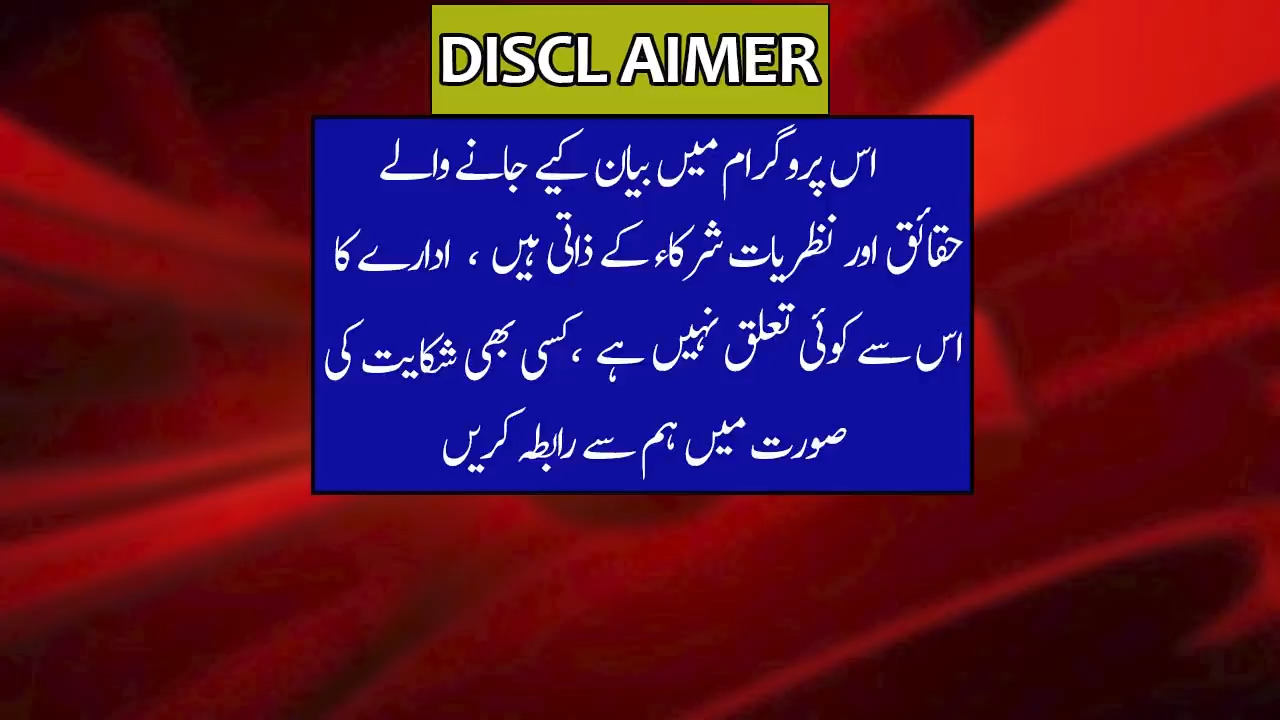 DISCL AIMER
اس پروگرام میں بیان کیے جانے والے
حقائق اور نظریات شرکاء کے ذاتی ہیں ، ادارے کا
اس سے کوئی تعلق نہیں ہے ،کسی بھی شکایت کی
صورت میں ہم سے رابطہ کریں